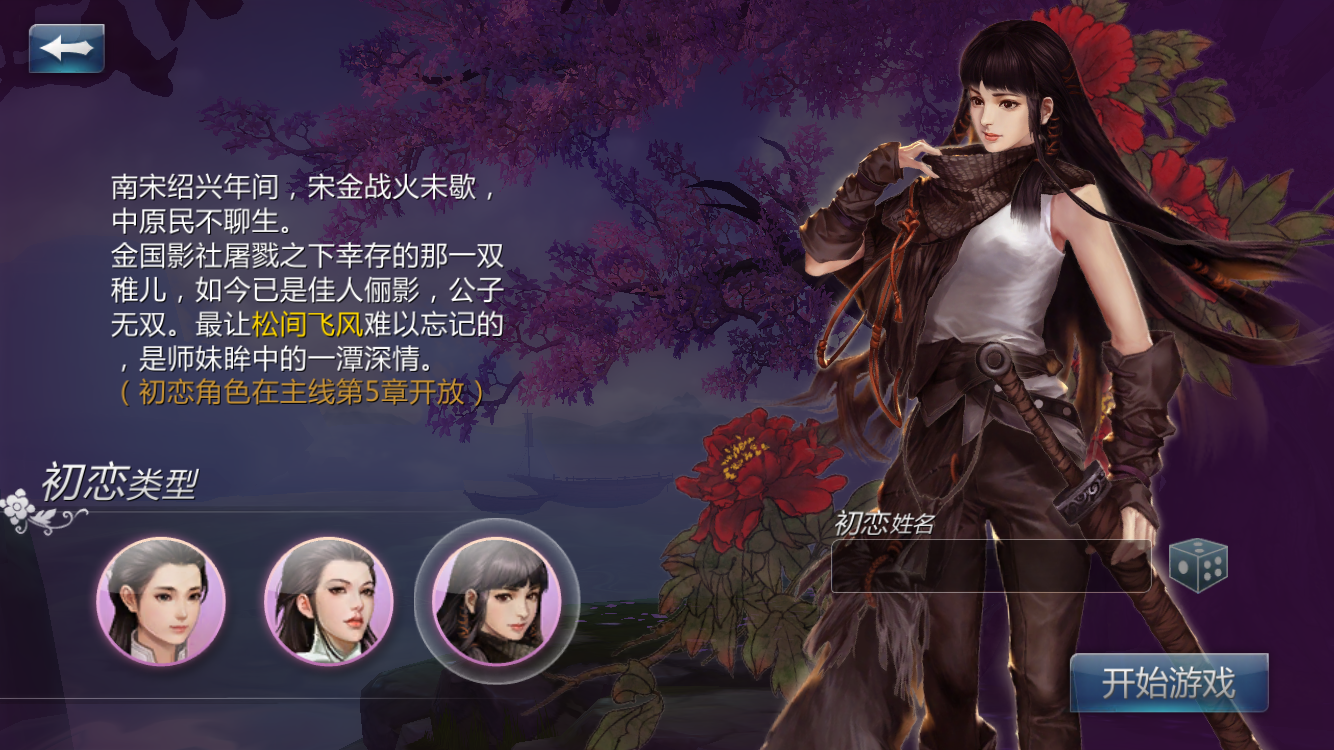 南宋绍兴年间，宋金战火未歇，
中原民不聊生。
金国影社屠戮之下幸存的那一双
稚儿，如今已是佳人俪影，公子
无双。最让松间飞风难以忘记的
，是师妹眸中的一潭深情。
（初恋角色在主线第5章开放）
初恋类型
初恋姓名
开始游戏